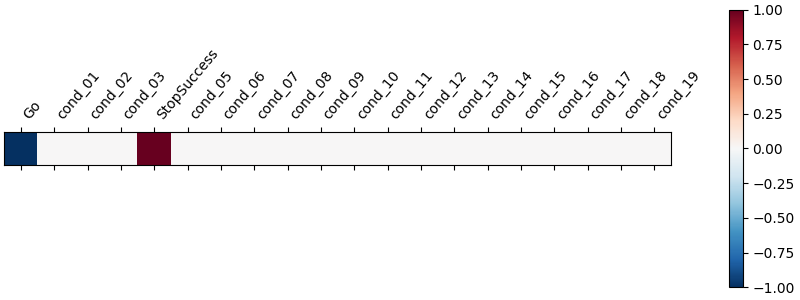 Go
cond_01
cond_02
cond_03
StopSuccess
cond_05
cond_06
cond_07
cond_08
cond_09
cond_10
cond_11
cond_12
cond_13
cond_14
cond_15
cond_16
cond_17
cond_18
cond_19
1.00
0.75
0.50
0.25
0.00
−0.25
−0.50
−0.75
−1.00